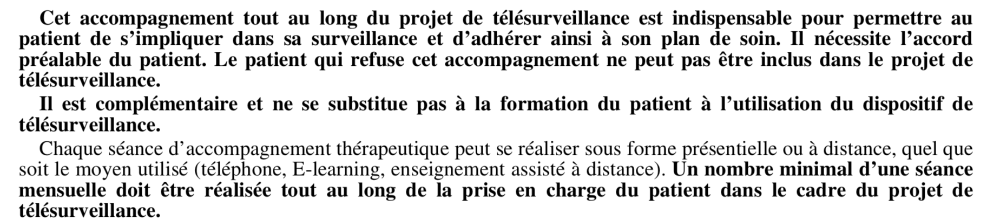 Cet accompagnement tout au long du projet de télésurveillance est indispensable pour permettre au
patient de s’impliquer dans sa surveillance et d’adhérer ainsi à son plan de soin. Il nécessite l’accord
préalable du patient. Le patient qui refuse cet accompagnement ne peut pas être inclus dans le projet de
télésurveillance.
Il est complémentaire et ne se substitue pas à la formation du patient à l’utilisation du dispositif de
télésurveillance.
Chaque séance d’accompagnement thérapeutique peut se réaliser sous forme présentielle ou à distance, quel que
soit le moyen utilisé (téléphone, E-learning, enseignement assisté à distance). Un nombre minimal d’une séance
mensuelle doit être réalisée tout au long de la prise en charge du patient dans le cadre du projet de
télésurveillance.